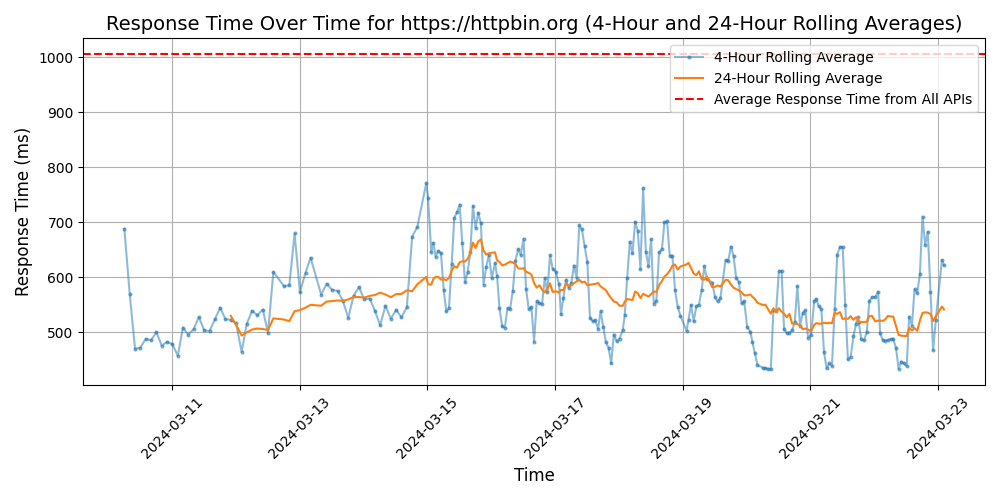 Response Time Over Time for https://httpbin.org (4-Hour and 24-Hour Rolling Averages)
Response Time (ms)
1000
900
800
700
600
500
4-Hour Rolling Average
24-Hour Rolling Average
Average Response Time from All APIs
2024-03-11
2024-03-13
2024-03-15
2024-03-17
2024-03-19
2024-03-21
2024-03-23
Time